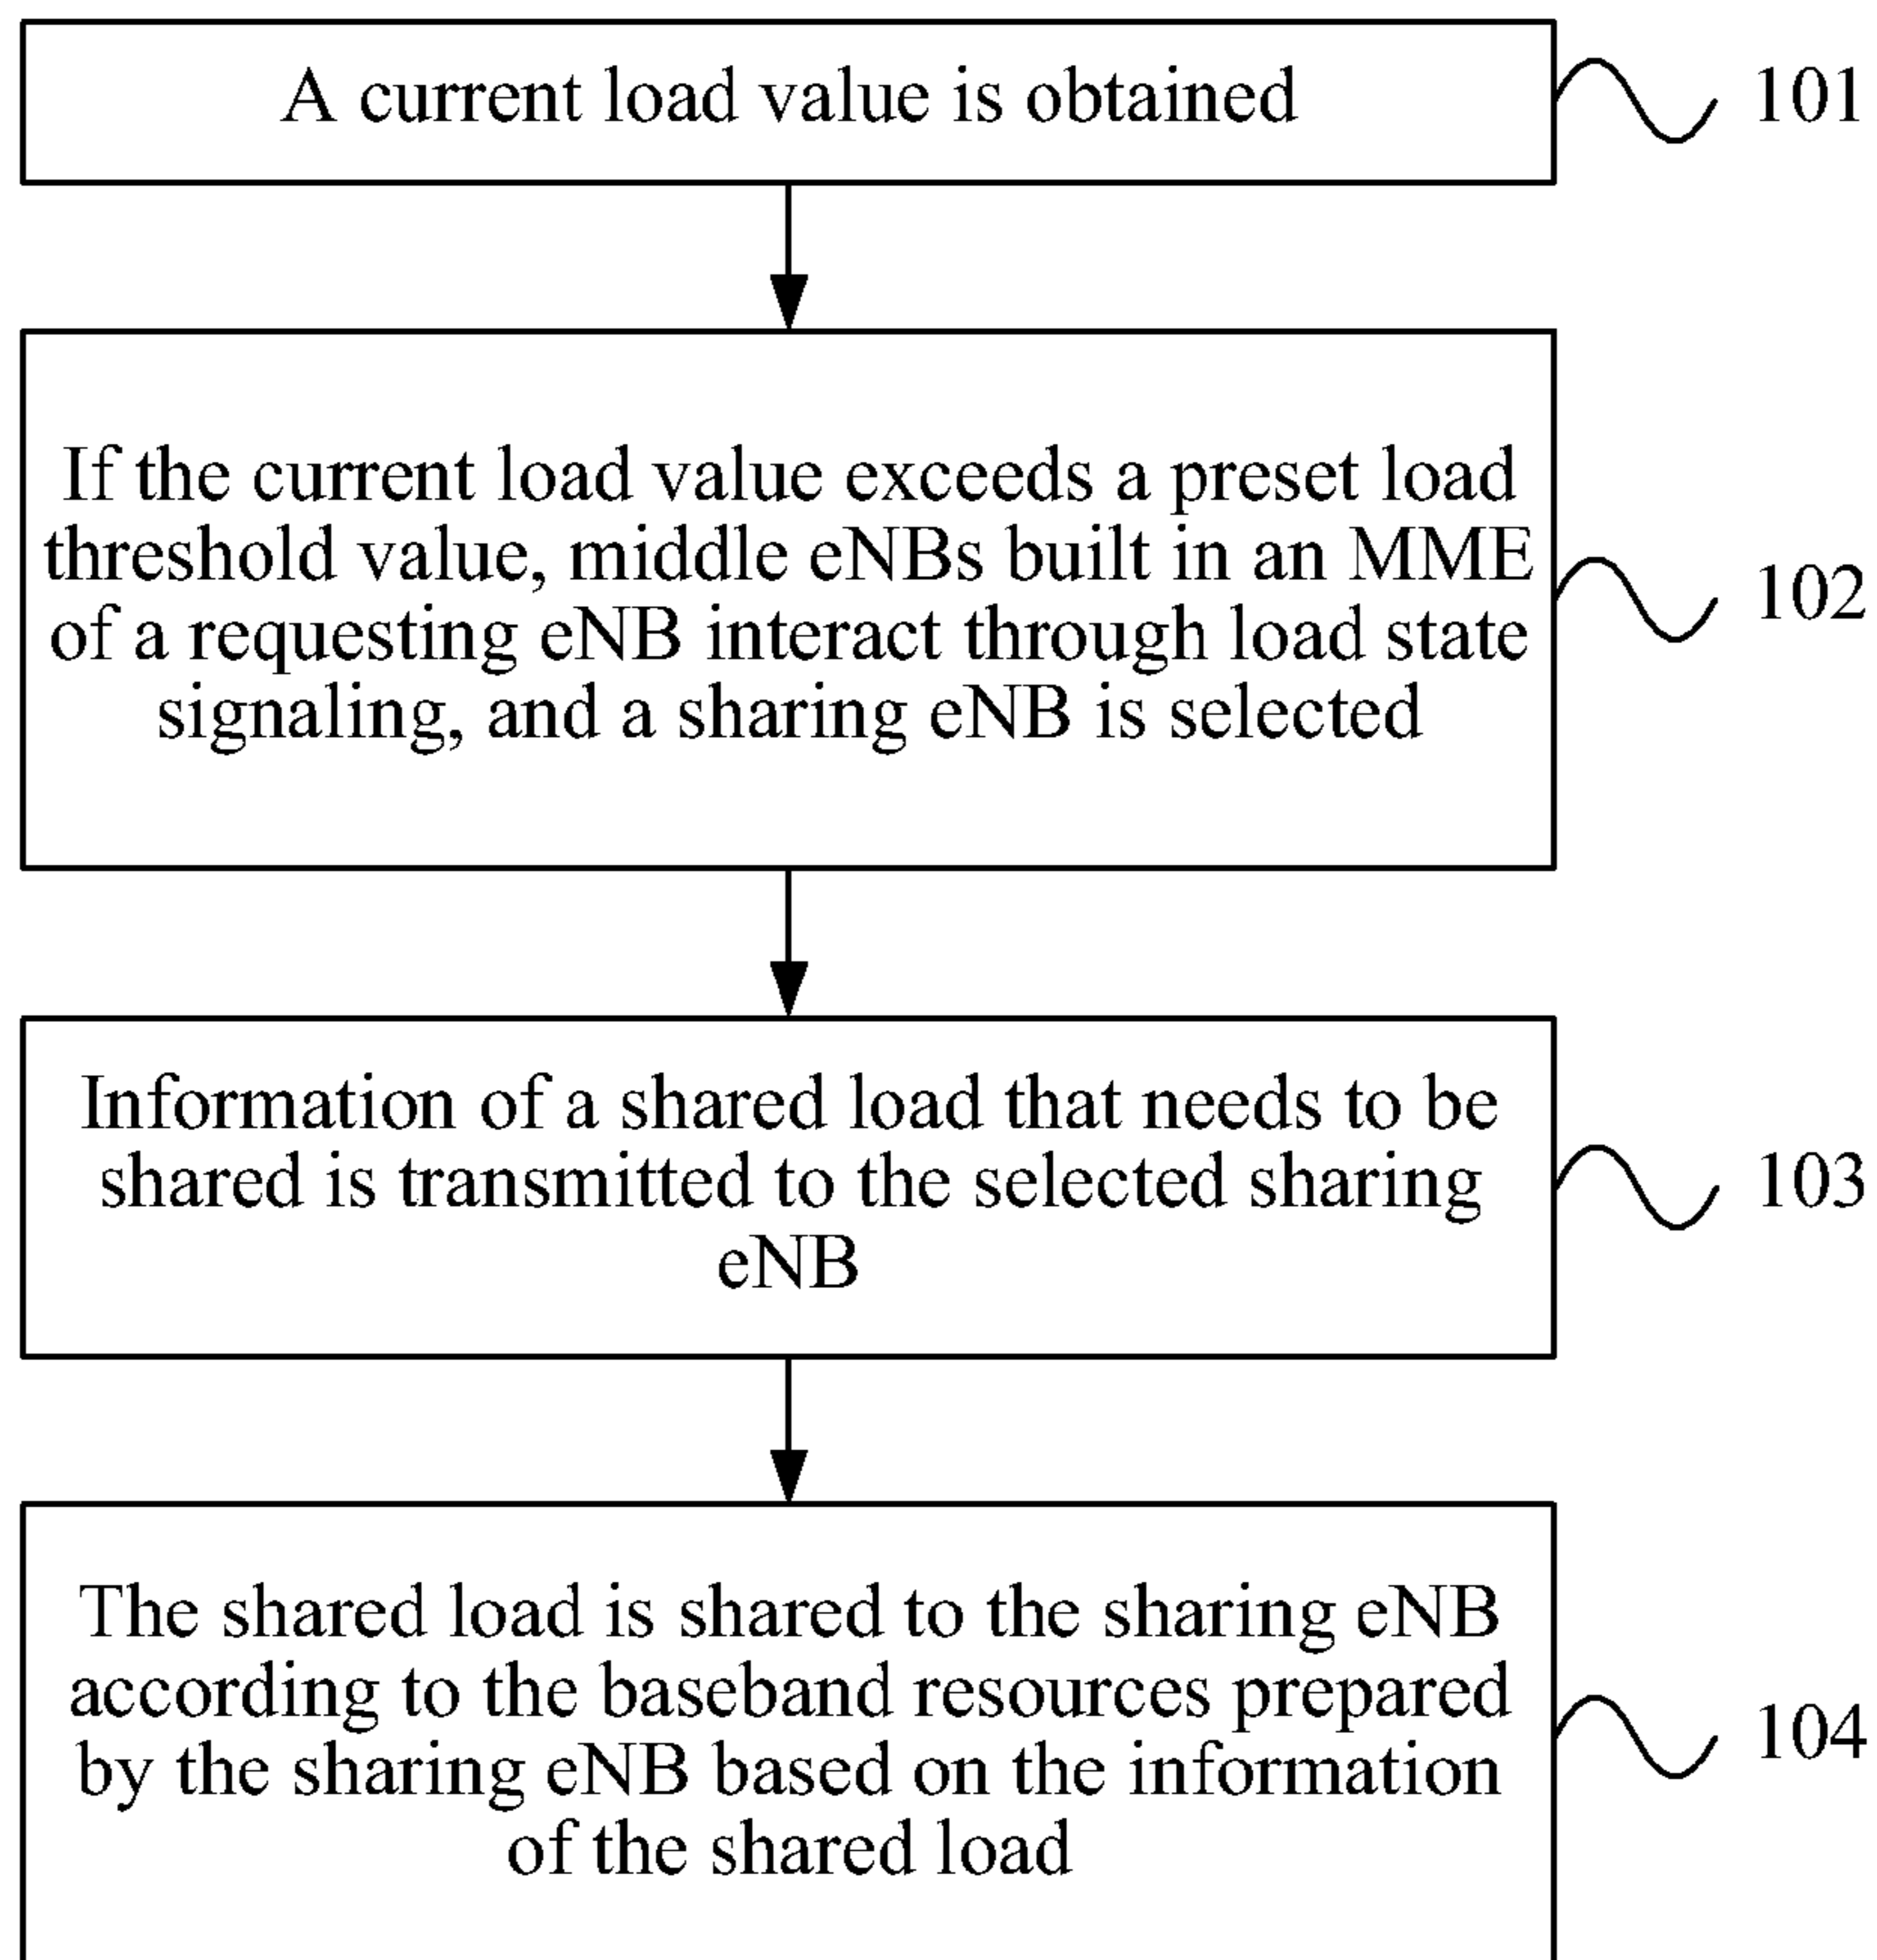 A current load value is obtained
101
If the current load value exceeds a preset load
threshold value, middle eNBs built in an MME
of a requesting eNB interact through load state
signaling, and a sharing eNB is selected
102
Information of a shared load that needs to be
shared is transmitted to the selected sharing
eNB
103
The shared load is shared to the sharing eNB
according to the baseband resources prepared
by the sharing eNB based on the information
of the shared load
104